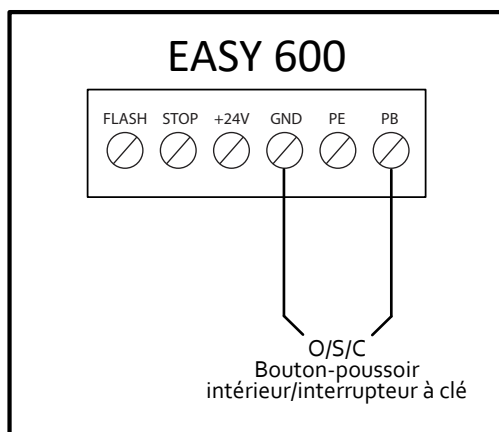 EASY 600
FLASH STOP +24V GND PE PB
O/S/C
Bouton-poussoir
intérieur/interrupteur à clé